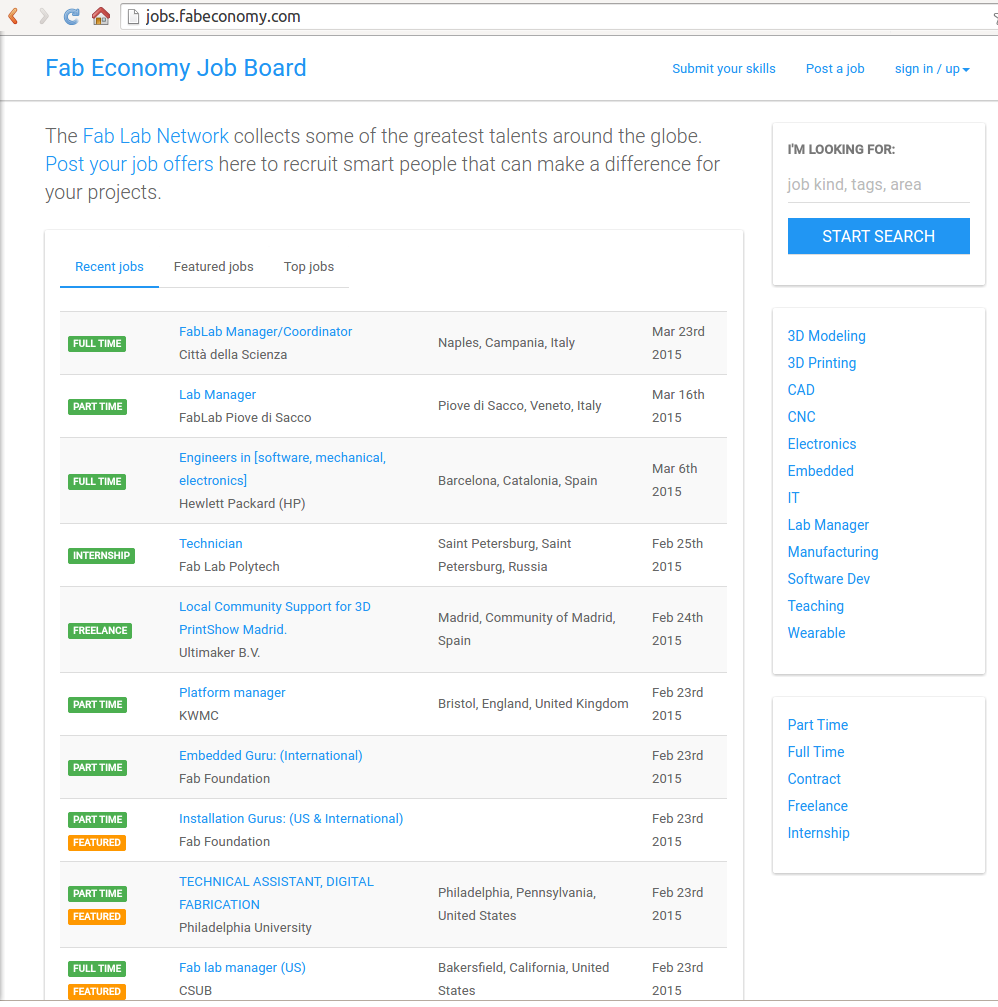 jobs.fabeconomy.com
Fab Economy Job Board
Submit your skills
Post a job
sign in / up
The Fab Lab Network collects some of the greatest talents around the globe.
Post your job offers here to recruit smart people that can make a difference for
your projects.
Recent jobs
Featured jobs
Top jobs
FULL TIME
FabLab Manager/Coordinator
Città della Scienza
Naples, Campania, Italy
Mar 23rd
2015
PART TIME
Lab Manager
FabLab Piove di Sacco
Piove di Sacco, Veneto, Italy
Mar 16th
2015
FULL TIME
Engineers in [software, mechanical,
electronics]
Hewlett Packard (HP)
Barcelona, Catalonia, Spain
Mar 6th
2015
INTERNSHIP
Technician
Fab Lab Polytech
Saint Petersburg, Saint
Petersburg, Russia
Feb 25th
2015
FREELANCE
Local Community Support for 3D
PrintShow Madrid.
Ultimaker B.V.
Madrid, Community of Madrid,
Spain
Feb 24th
2015
PART TIME
Platform manager
KWMC
Bristol, England, United Kingdom
Feb 23rd
2015
PART TIME
Embedded Guru: (International)
Fab Foundation
Feb 23rd
2015
PART TIME
FEATURED
Installation Gurus: (US & International)
Fab Foundation
Feb 23rd
2015
PART TIME
FEATURED
TECHNICAL ASSISTANT, DIGITAL
FABRICATION
Philadelphia University
Philadelphia, Pennsylvania,
United States
Feb 23rd
2015
FULL TIME
FEATURED
Fab lab manager (US)
CSUB
Bakersfield, California, United
States
Feb 23rd
2015
I'M LOOKING FOR:
job kind, tags, area
START SEARCH
3D Modeling
3D Printing
CAD
CNC
Electronics
Embedded
IT
Lab Manager
Manufacturing
Software Dev
Teaching
Wearable
Part Time
Full Time
Contract
Freelance
Internship